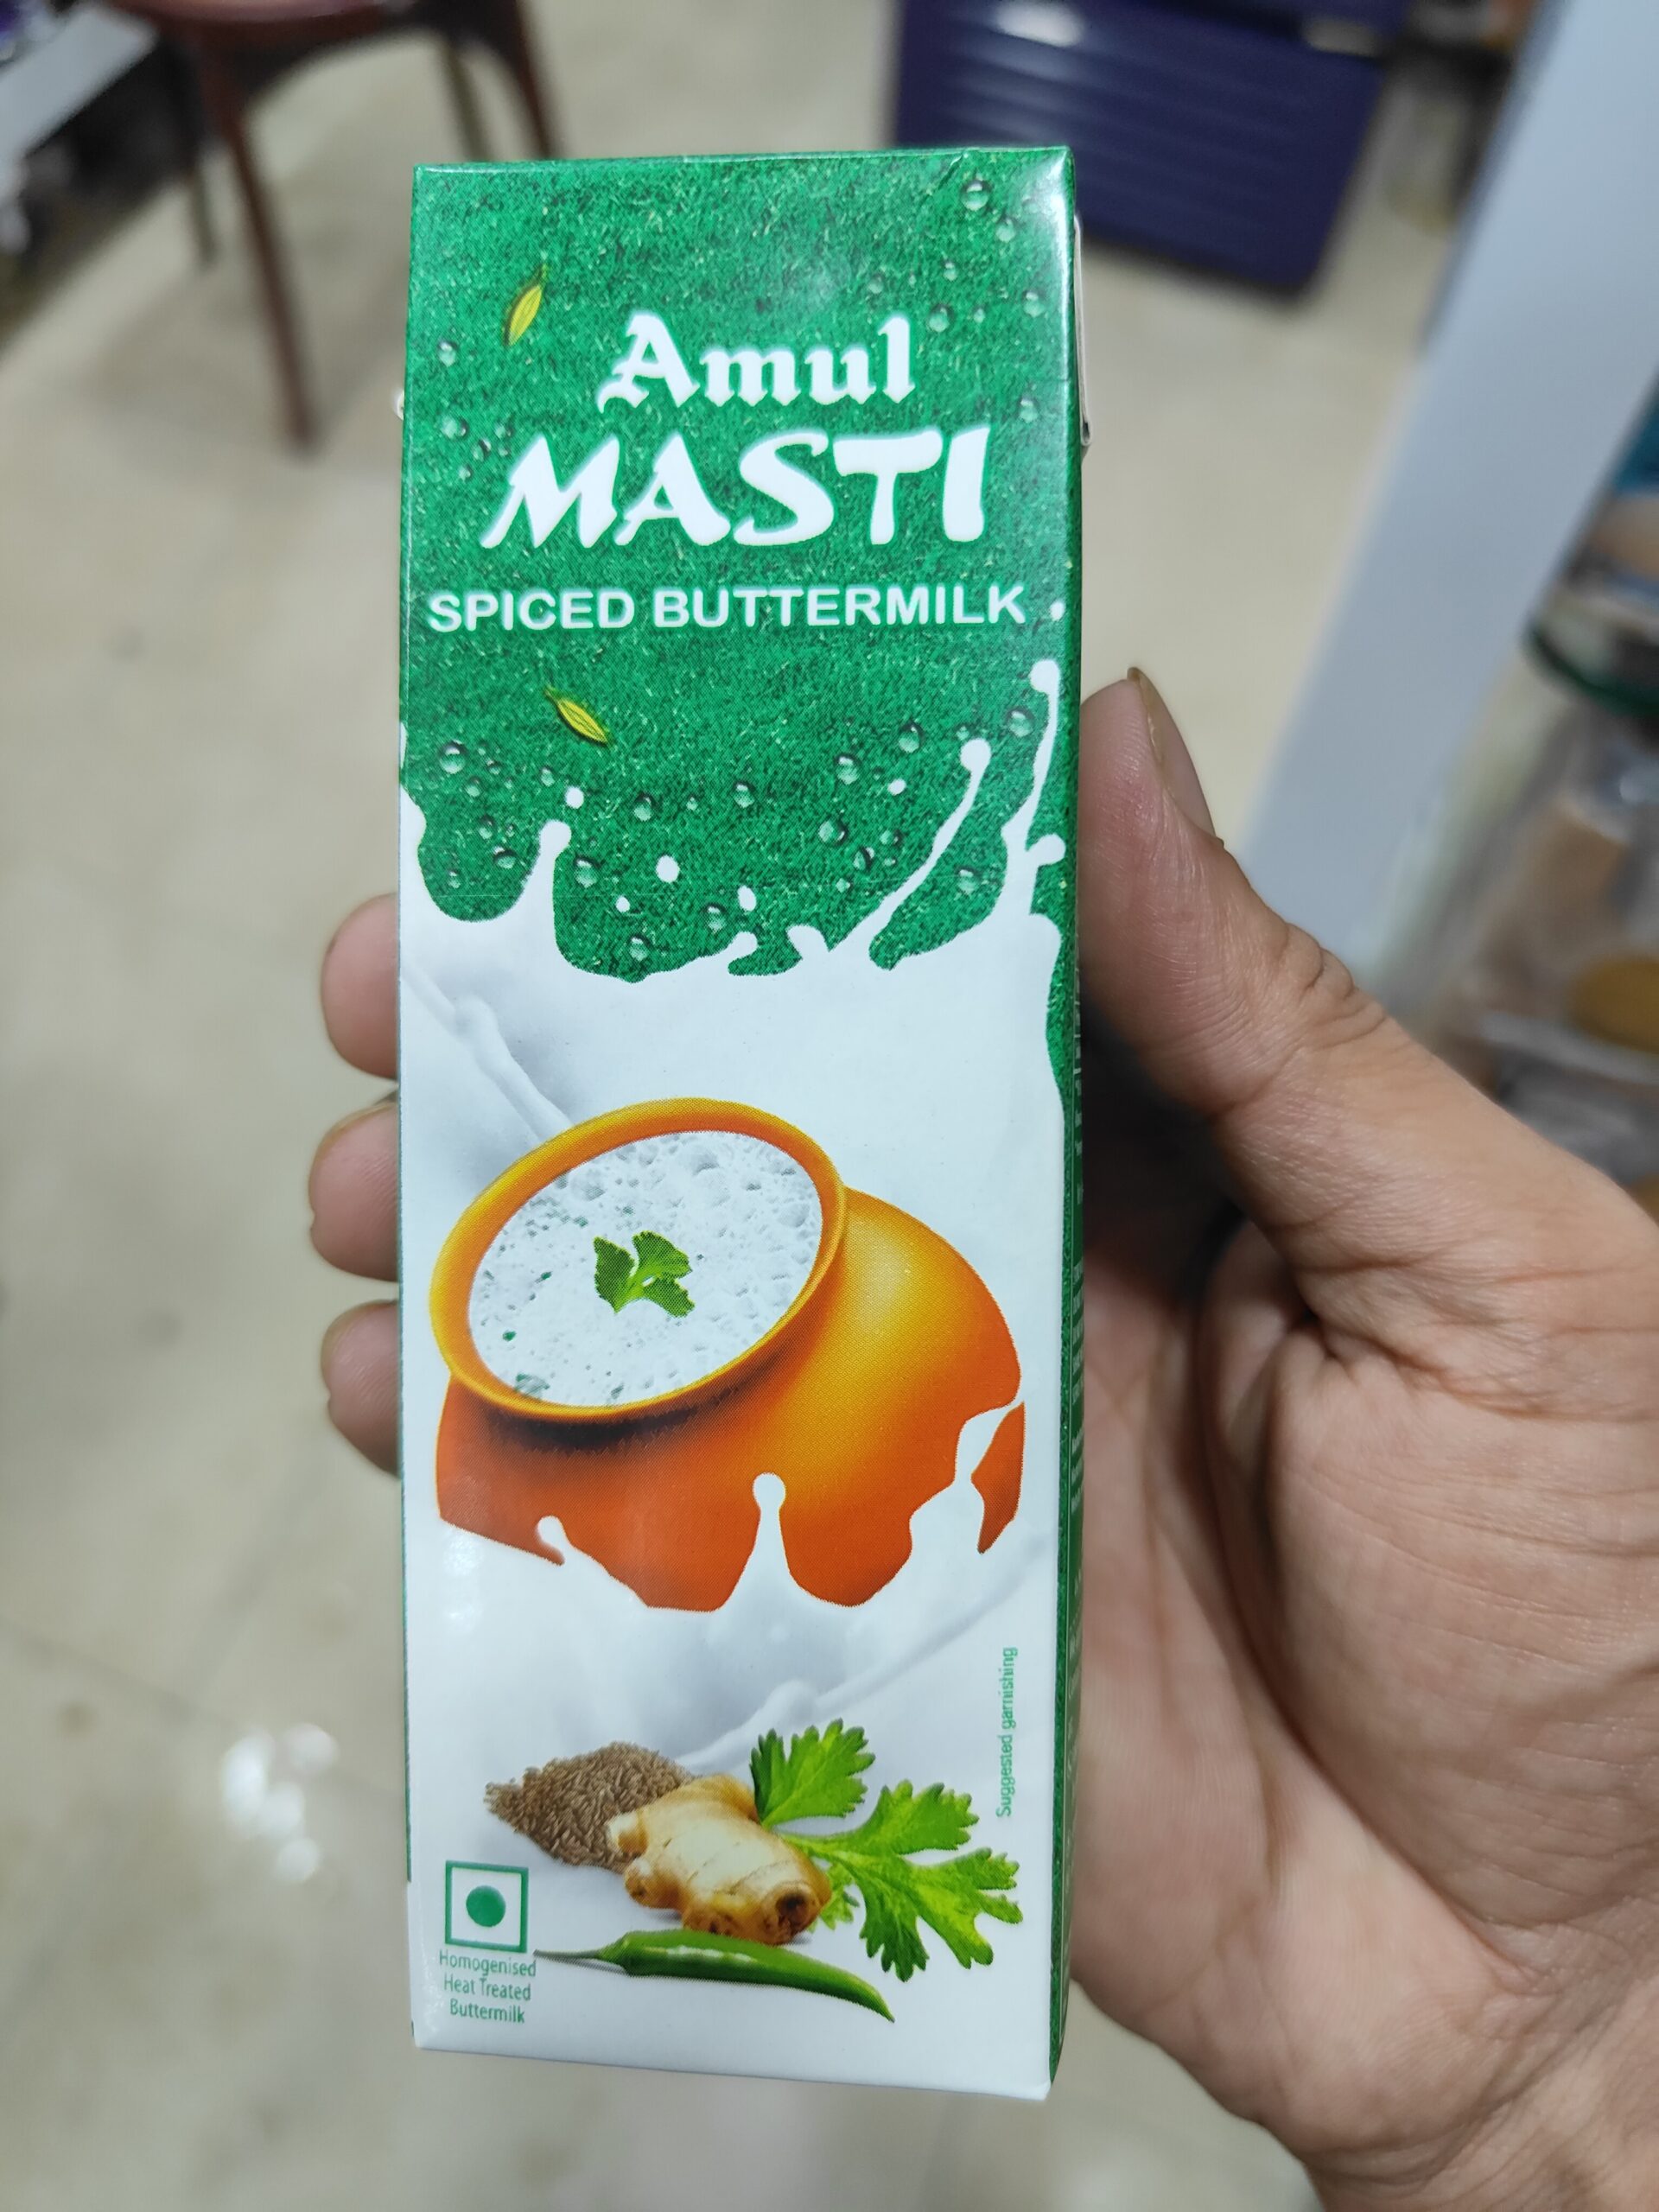 Amul
MASTI
SPICED BUTTERMILK
Suggested garnishing
Homogenised
Heat Treated
Buttermilk